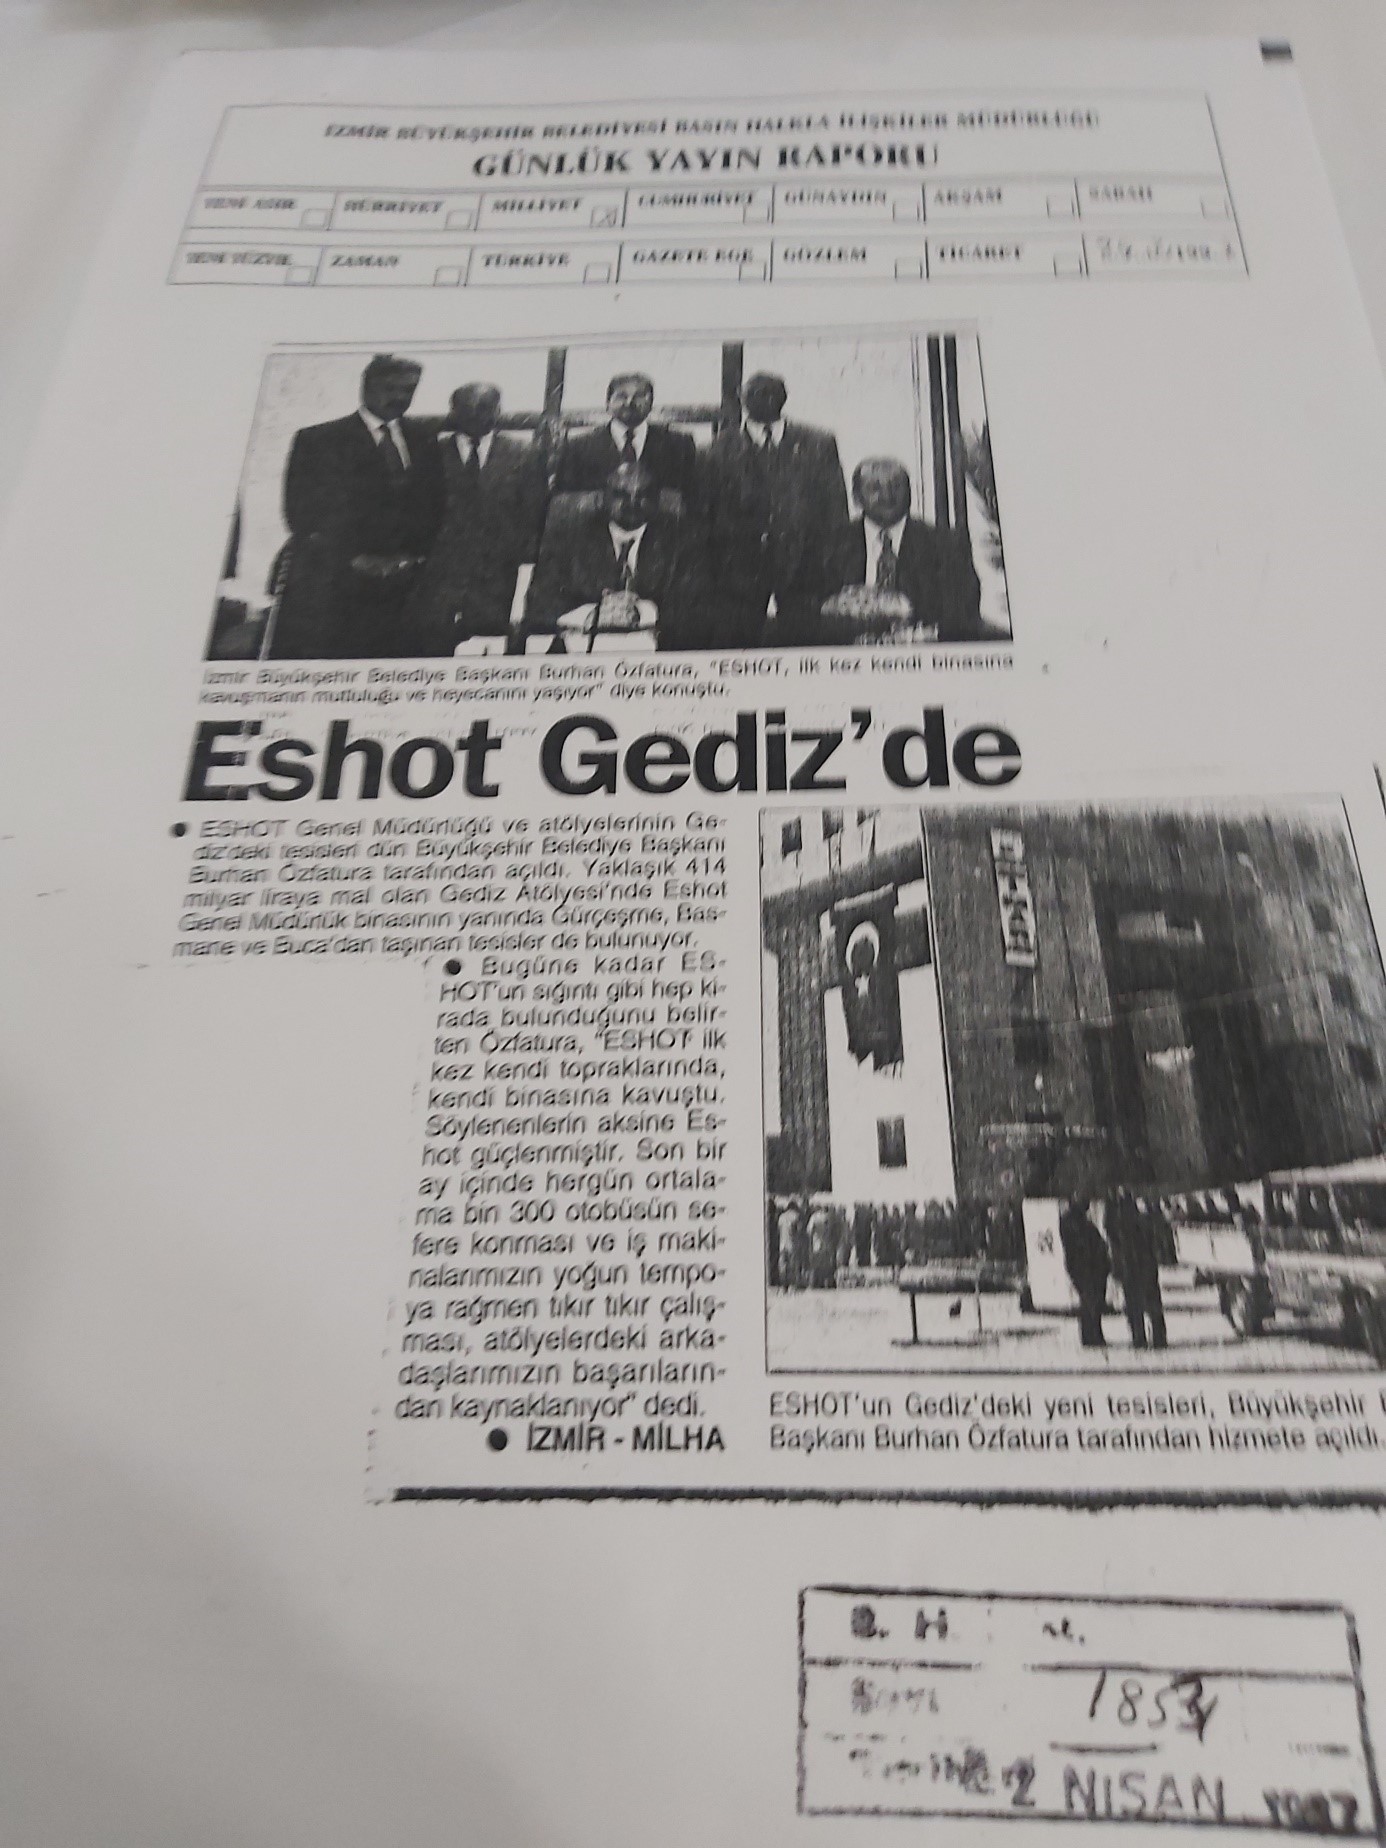 İZMİR BÜYÜKŞEHİR BELEDİYESİ BASIN HALKLA İLİŞKİLER MÜDÜRLÜĞÜ
GÜNLÜK YAYIN RAPORU
YENİ ASIR HÜRRİYET MİLLİYET CUMHURİYET GÜNAYDIN AKŞAM SABAH
YENİ YÜZYIL ZAMAN TÜRKİYE GAZETE EGE GÖZLEM TİCARET
İzmir Büyükşehir Belediye Başkanı Burhan Özfatura, "ESHOT, ilk kez kendi binasına
kavuşmanın mutluluğu ve heyecanını yaşıyor" diye konuştu.
Eshot Gediz'de
● ESHOT Genel Müdürlüğü ve atölyelerinin Ge-
diz'deki tesisleri dün Büyükşehir Belediye Başkanı
Burhan Özfatura tarafından açıldı. Yaklaşık 414
milyar liraya mal olan Gediz Atölyesi'nde Eshot
Genel Müdürlük binasının yanında Gürçeşme, Bas-
mane ve Buca'dan taşınan tesisler de bulunuyor.
● Bugüne kadar ES-
HOT'un sığıntı gibi hep ki-
rada bulunduğunu belir-
ten Özfatura, "ESHOT ilk
kez kendi topraklarında,
kendi binasına kavuştu.
Söylenenlerin aksine Es-
hot güçlenmiştir. Son bir
ay içinde hergün ortala-
ma bin 300 otobüsün se-
fere konması ve iş maki-
nalarımızın yoğun tempo-
ya rağmen tıkır tıkır çalış-
ması, atölyelerdeki arka-
daşlarımızın başarıların-
dan kaynaklanıyor" dedi.
● İZMİR - MİLHA
ESHOT'un Gediz'deki yeni tesisleri, Büyükşehir
Başkanı Burhan Özfatura tarafından hizmete açıldı.
2 NISAN